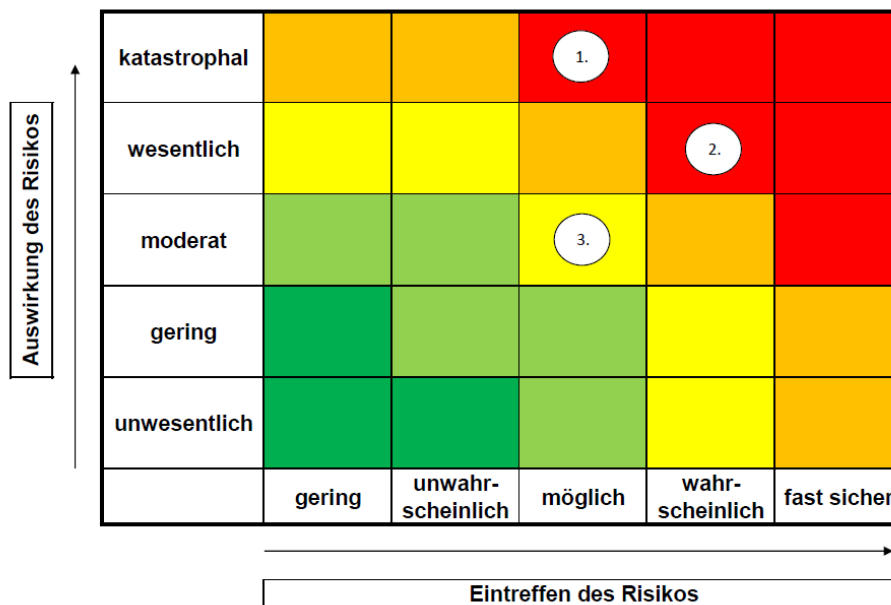 katastrophal
1.
wesentlich
2.
moderat
3.
gering
unwesentlich
Auswirkung des Risikos
gering
unwahr-
scheinlich
möglich
wahr-
scheinlich
fast sicher
Eintreffen des Risikos